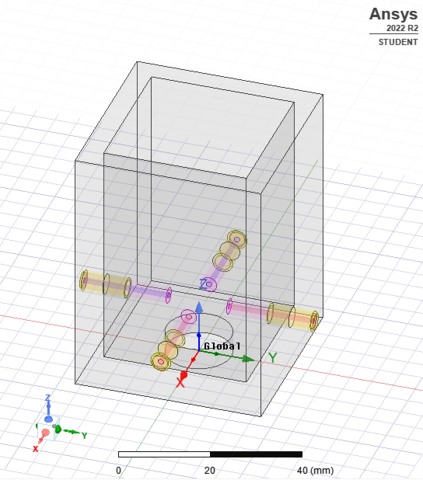 Ansys
2022 R2
STUDENT
Z
Global
Y
X
Z
Y
X
0 20 40 (mm)